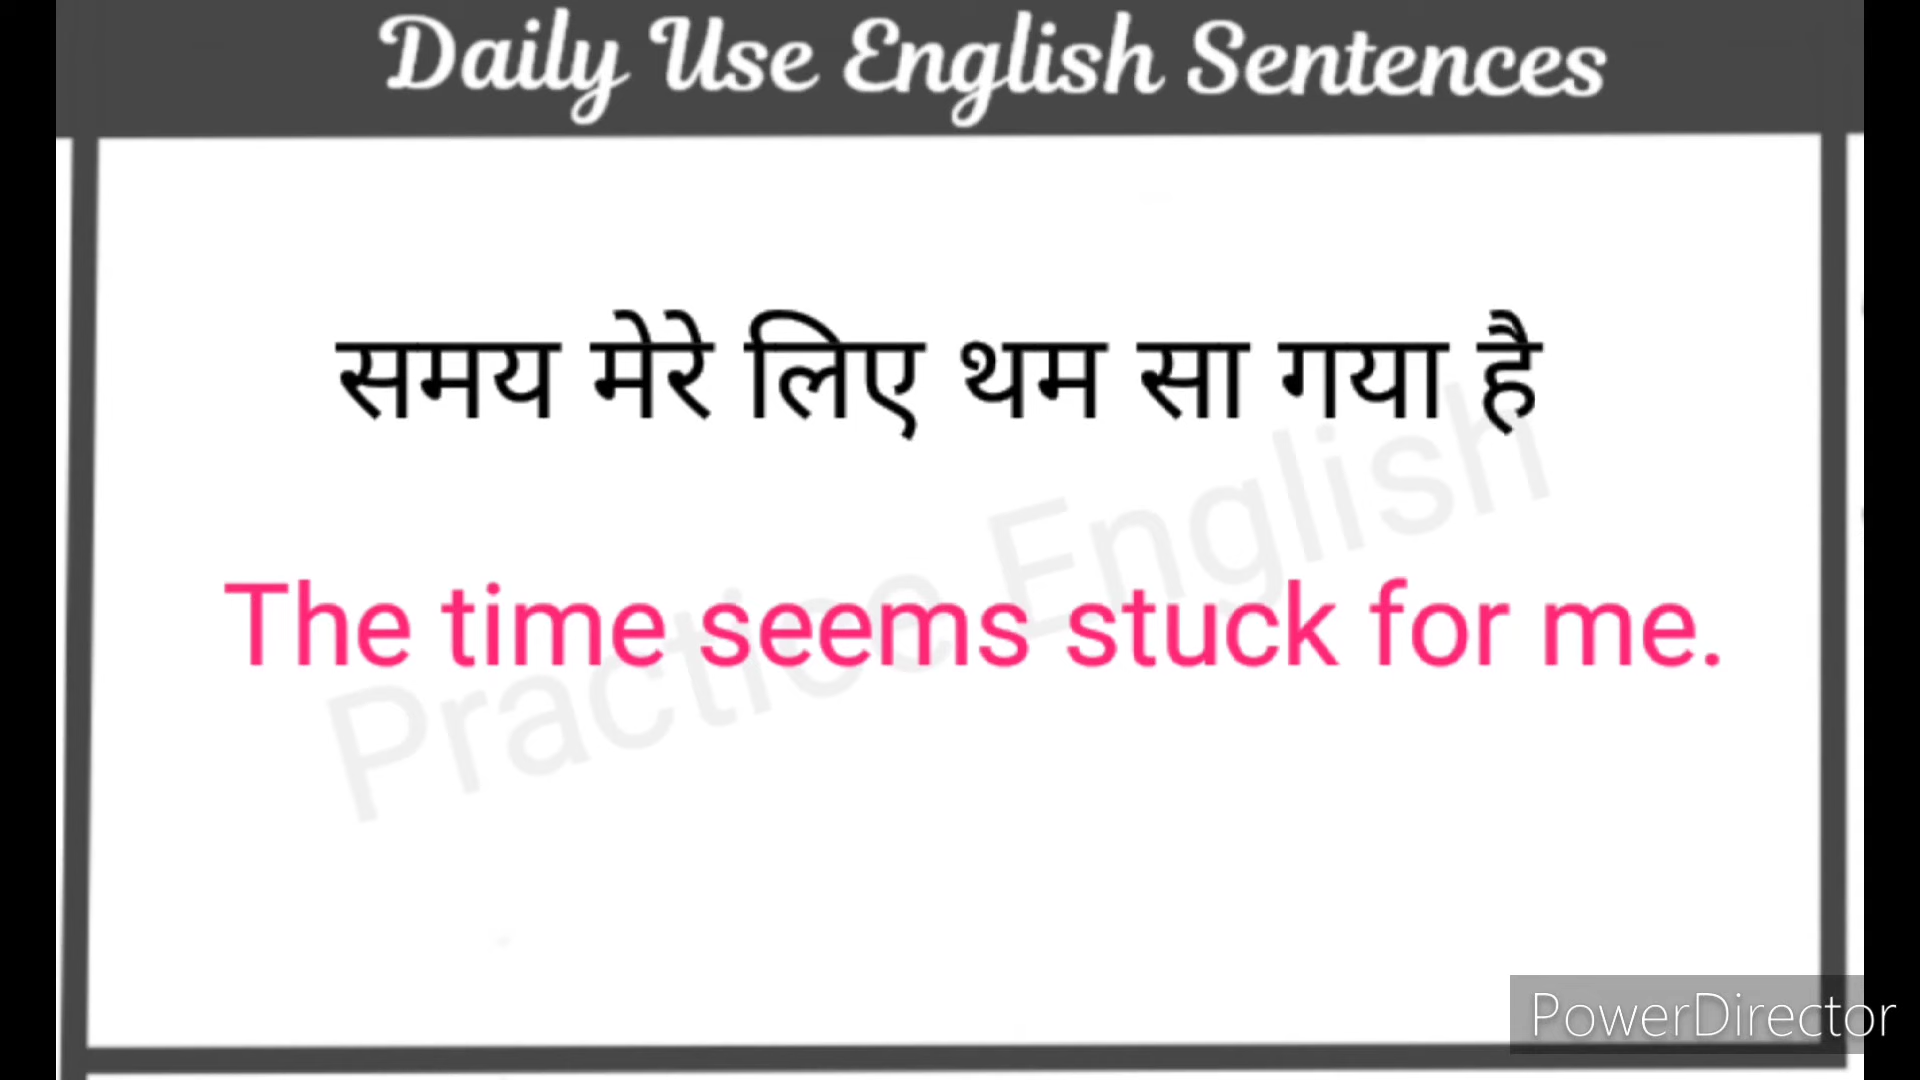 Daily Use English Sentences
समय मेरे लिए थम सा गया है
The time seems stuck for me.
Practice English
PowerDirector